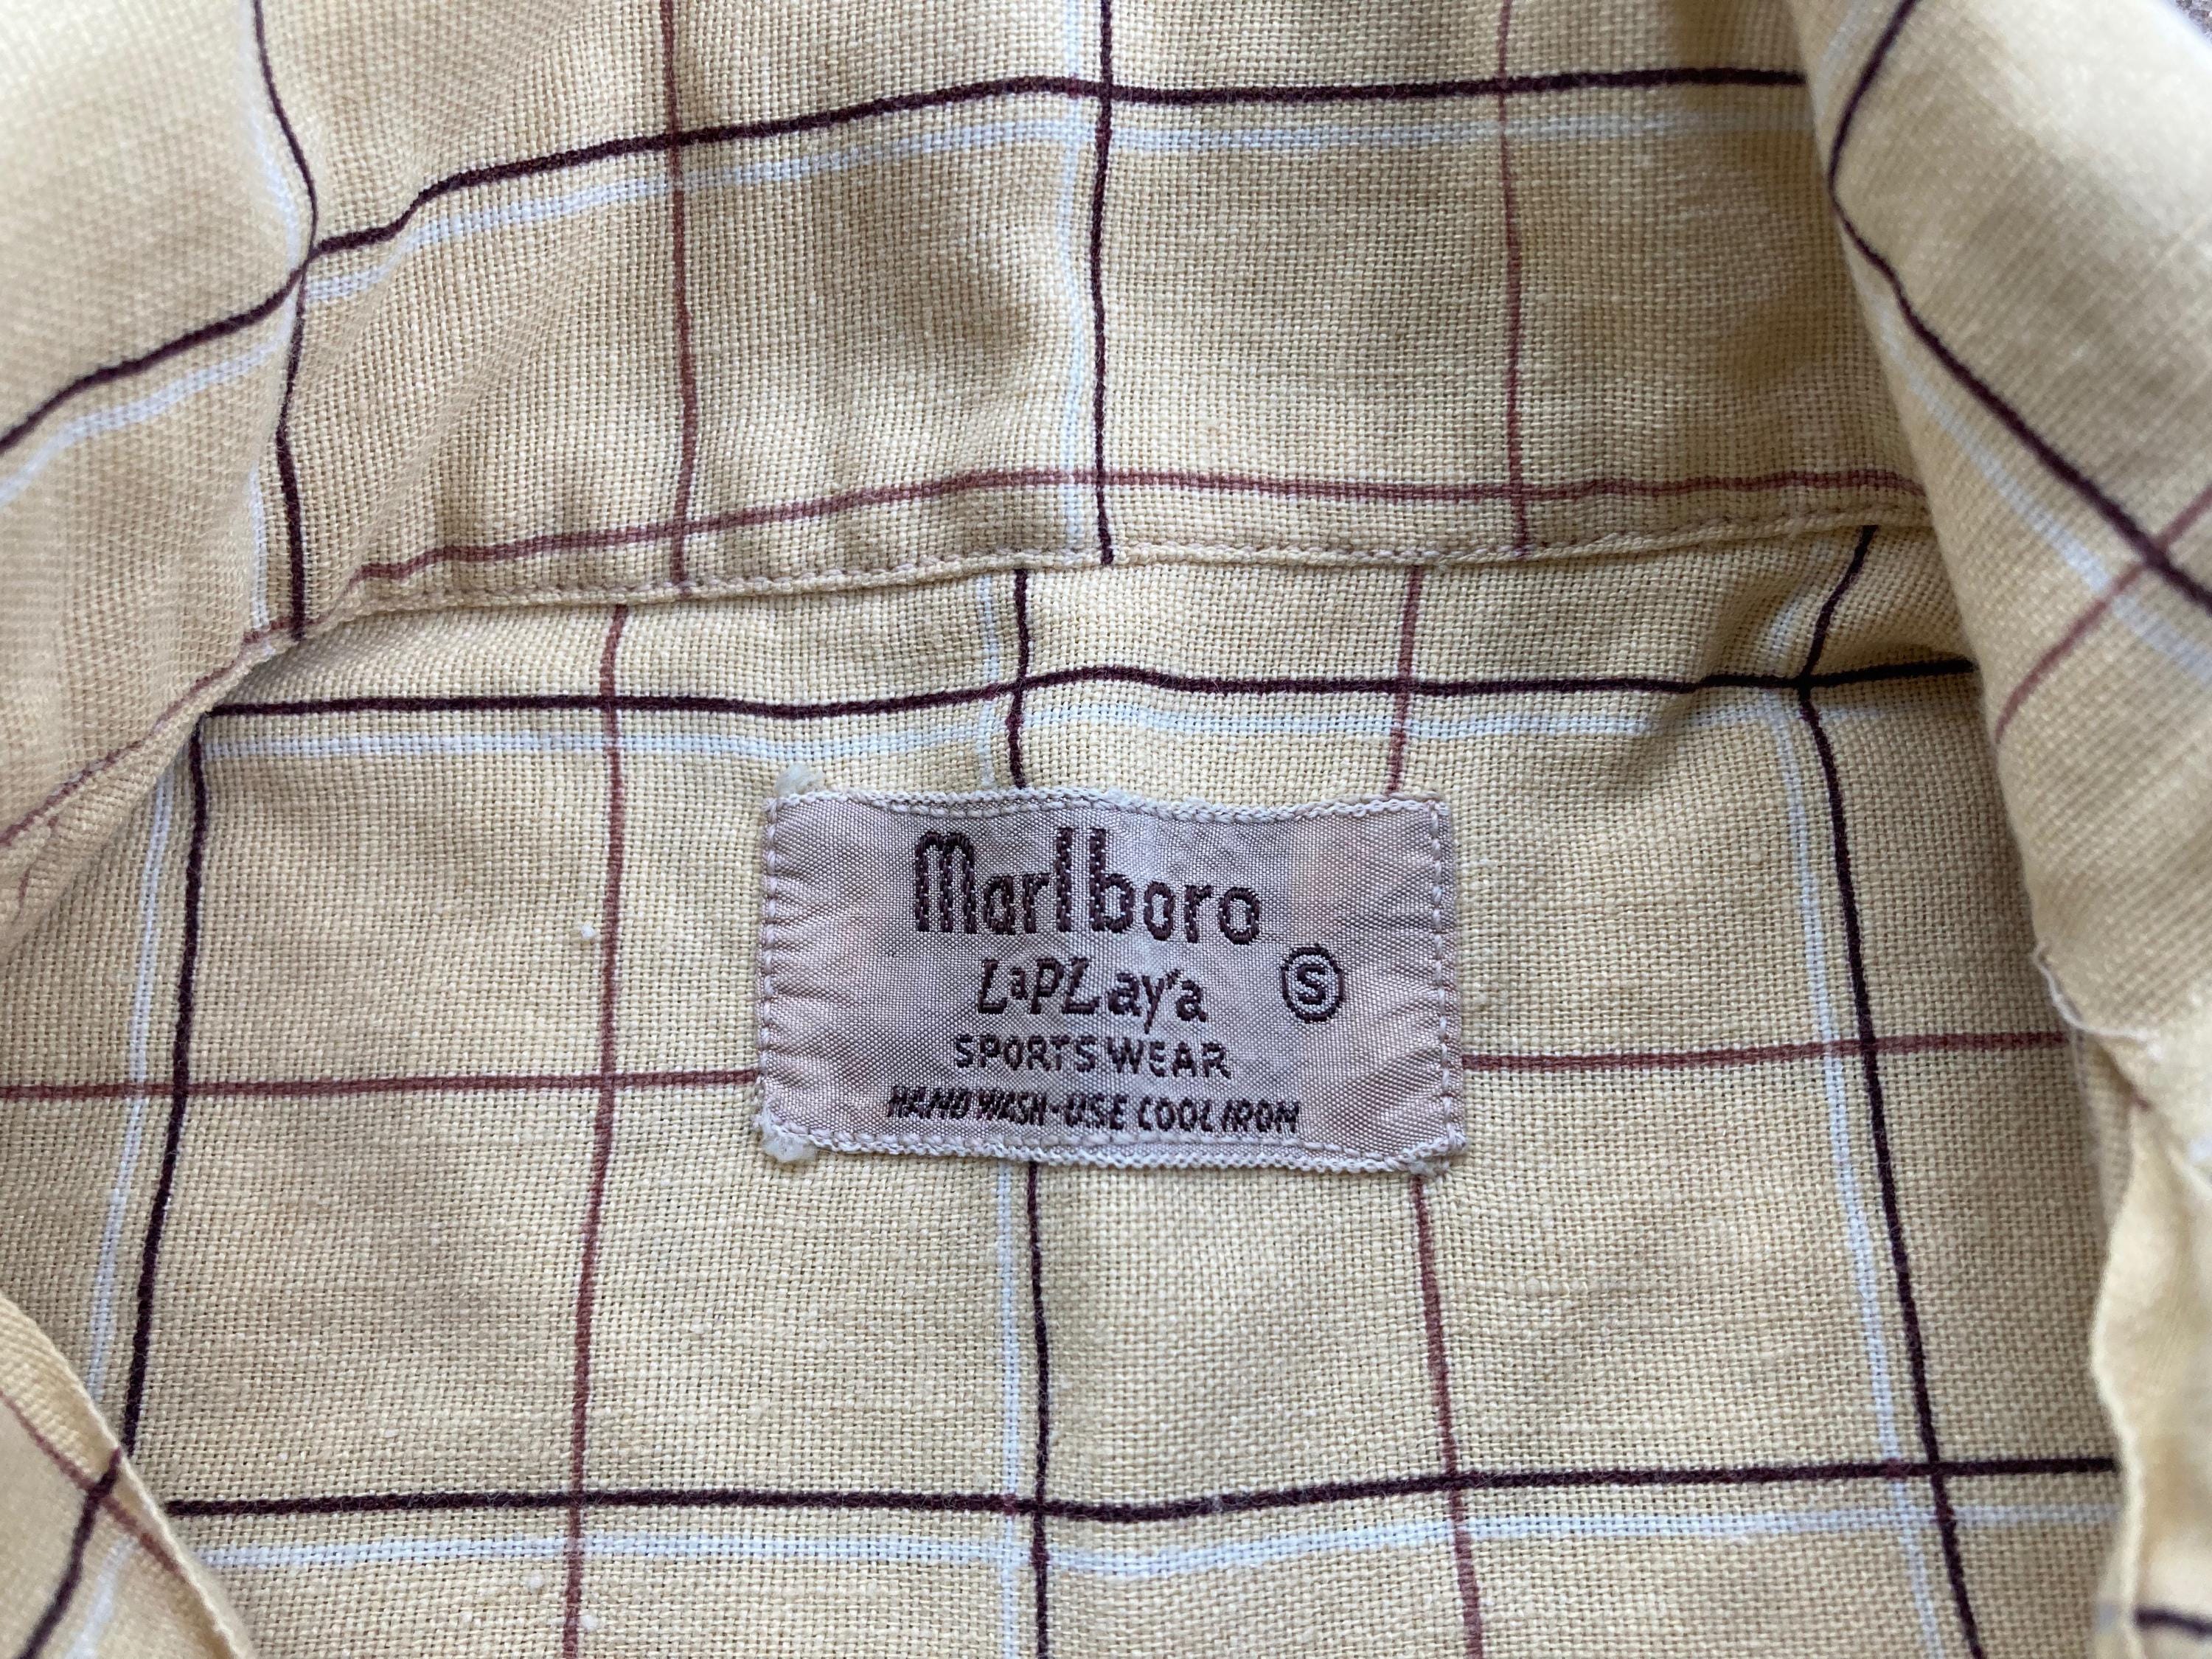 Marlboro
LaPLay'a Ⓢ
SPORTSWEAR
HAND WASH-USE COOL IRON